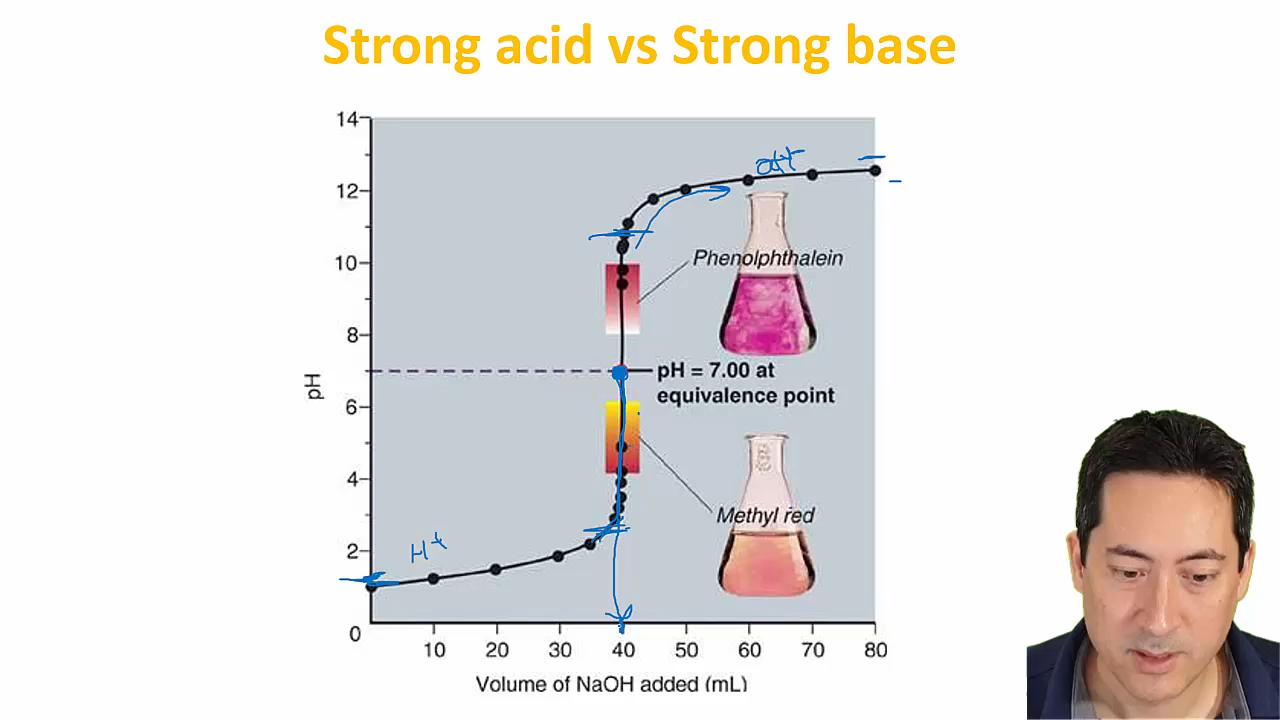 Strong acid vs Strong base
14
12
10
8
6
4
2
0
pH
Phenolphthalein
pH = 7.00 at
equivalence point
Methyl red
H+
10 20 30 40 50 60 70 80
Volume of NaOH added (mL)